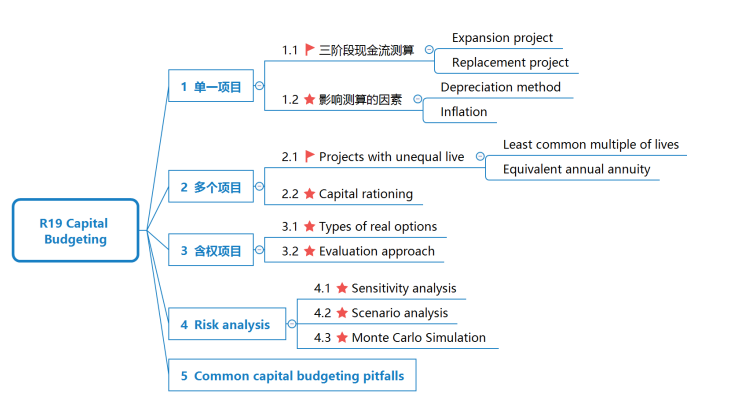 R19 Capital
Budgeting
1 单一项目
1.1 三阶段现金流测算
Expansion project
Replacement project
1.2 影响测算的因素
Depreciation method
Inflation
2 多个项目
2.1 Projects with unequal live
Least common multiple of lives
Equivalent annual annuity
2.2 Capital rationing
3 含权项目
3.1 Types of real options
3.2 Evaluation approach
4 Risk analysis
4.1 Sensitivity analysis
4.2 Scenario analysis
4.3 Monte Carlo Simulation
5 Common capital budgeting pitfalls